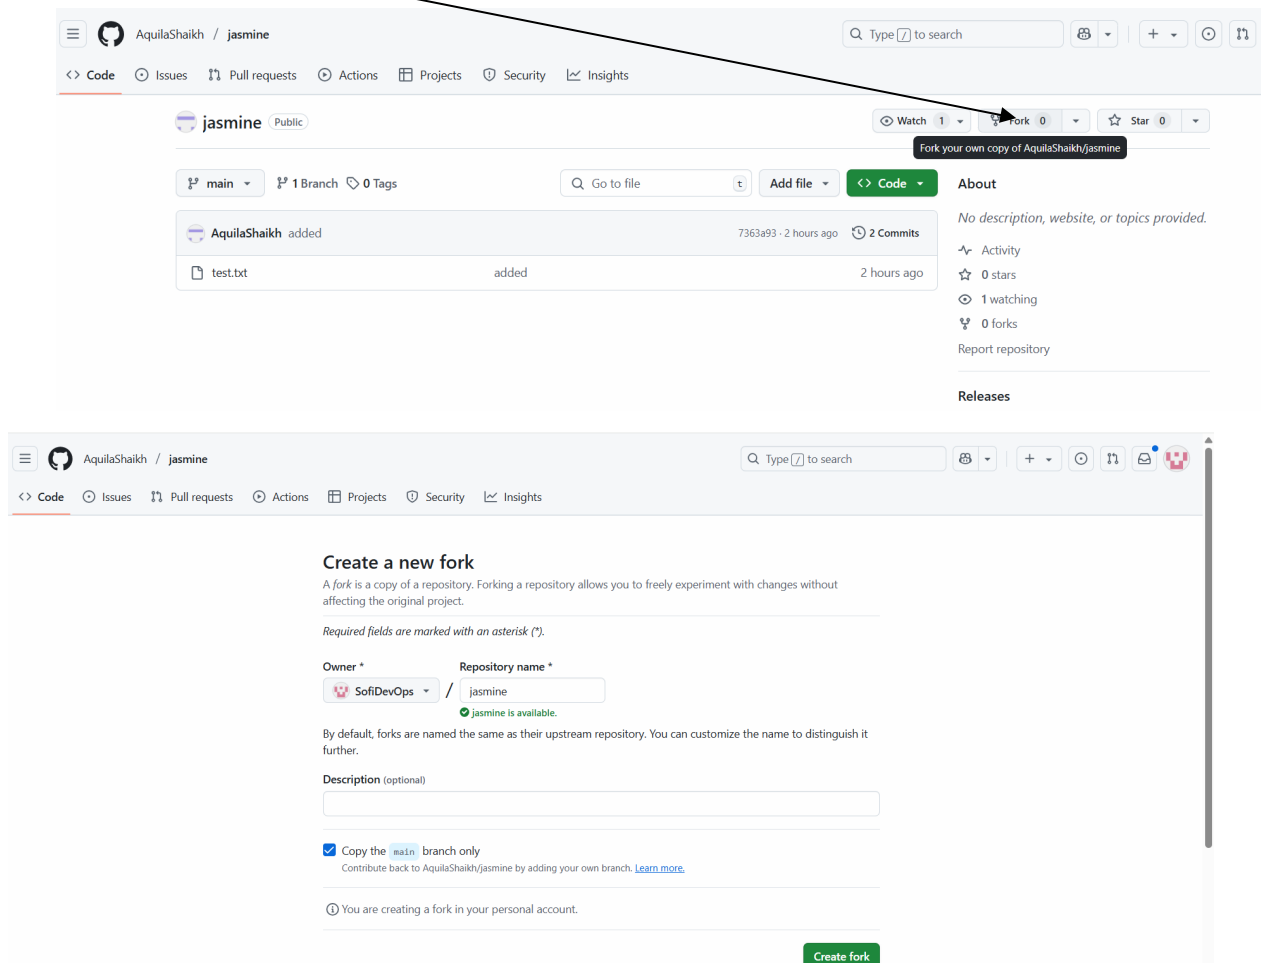 AquilaShaikh / jasmine
Type / to search
Code Issues Pull requests Actions Projects Security Insights
jasmine Public
Watch 1 Fork 0 Star 0
Fork your own copy of AquilaShaikh/jasmine
main 1 Branch 0 Tags
Go to file t Add file Code
About
No description, website, or topics provided.
AquilaShaikh added 7363a93 · 2 hours ago 2 Commits
test.txt added 2 hours ago
Activity
0 stars
1 watching
0 forks
Report repository
Releases
AquilaShaikh / jasmine
Type / to search
Code Issues Pull requests Actions Projects Security Insights
Create a new fork
A fork is a copy of a repository. Forking a repository allows you to freely experiment with changes without
affecting the original project.
Required fields are marked with an asterisk (*).
Owner * Repository name *
SofiDevOps / jasmine
jasmine is available.
By default, forks are named the same as their upstream repository. You can customize the name to distinguish it
further.
Description (optional)
Copy the main branch only
Contribute back to AquilaShaikh/jasmine by adding your own branch. Learn more.
You are creating a fork in your personal account.
Create fork